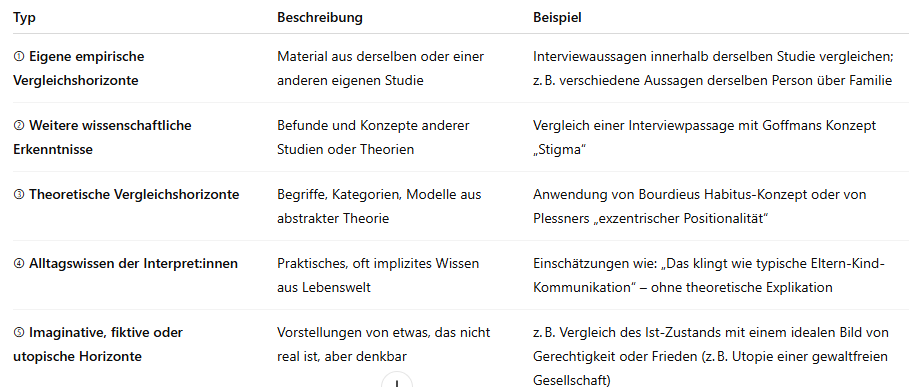 Typ Beschreibung Beispiel
① Eigene empirische Vergleichshorizonte
Material aus derselben oder einer anderen eigenen Studie
Interviewaussagen innerhalb derselben Studie vergleichen; z. B. verschiedene Aussagen derselben Person über Familie
② Weitere wissenschaftliche Erkenntnisse
Befunde und Konzepte anderer Studien oder Theorien
Vergleich einer Interviewpassage mit Goffmans Konzept „Stigma“
③ Theoretische Vergleichshorizonte
Begriffe, Kategorien, Modelle aus abstrakter Theorie
Anwendung von Bourdieus Habitus-Konzept oder von Plessners „exzentrischer Positionalität“
④ Alltagswissen der Interpret:innen
Praktisches, oft implizites Wissen aus Lebenswelt
Einschätzungen wie: „Das klingt wie typische Eltern-Kind-Kommunikation“ – ohne theoretische Explikation
⑤ Imaginative, fiktive oder utopische Horizonte
Vorstellungen von etwas, das nicht real ist, aber denkbar
z. B. Vergleich des Ist-Zustands mit einem idealen Bild von Gerechtigkeit oder Frieden (z. B. Utopie einer gewaltfreien Gesellschaft)